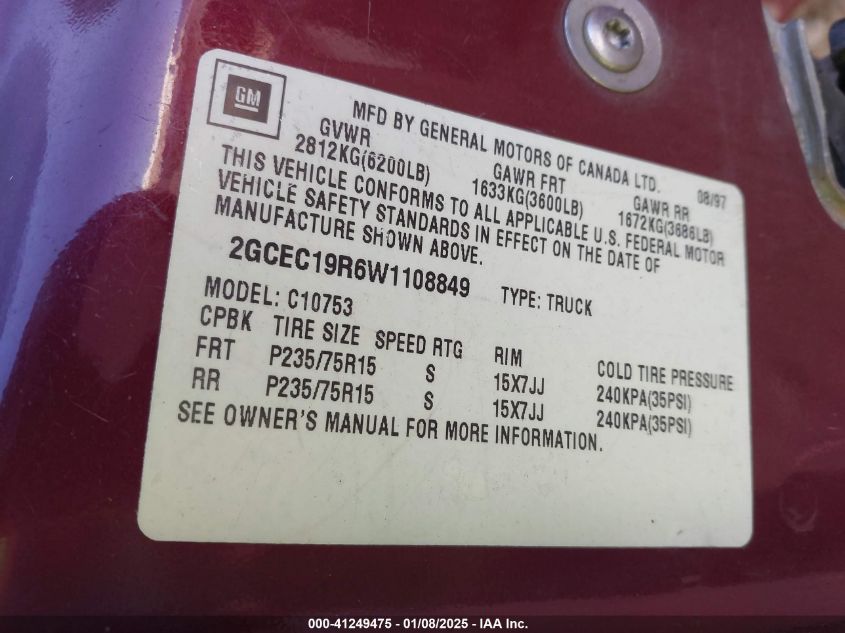 GM
MFD BY GENERAL MOTORS OF CANADA LTD. 08/97
GVWR GAWR FRT GAWR RR
2812KG(6200LB) 1633KG(3600LB) 1672KG(3686LB)
THIS VEHICLE CONFORMS TO ALL APPLICABLE U.S. FEDERAL MOTOR
VEHICLE SAFETY STANDARDS IN EFFECT ON THE DATE OF
MANUFACTURE SHOWN ABOVE.
2GCEC19R6W1108849 TYPE: TRUCK
MODEL: C10753
CPBK TIRE SIZE SPEED RTG RIM COLD TIRE PRESSURE
FRT P235/75R15 S 15X7JJ 240KPA(35PSI)
RR P235/75R15 S 15X7JJ 240KPA(35PSI)
SEE OWNER'S MANUAL FOR MORE INFORMATION.
000-41249475 - 01/08/2025 - IAA Inc.